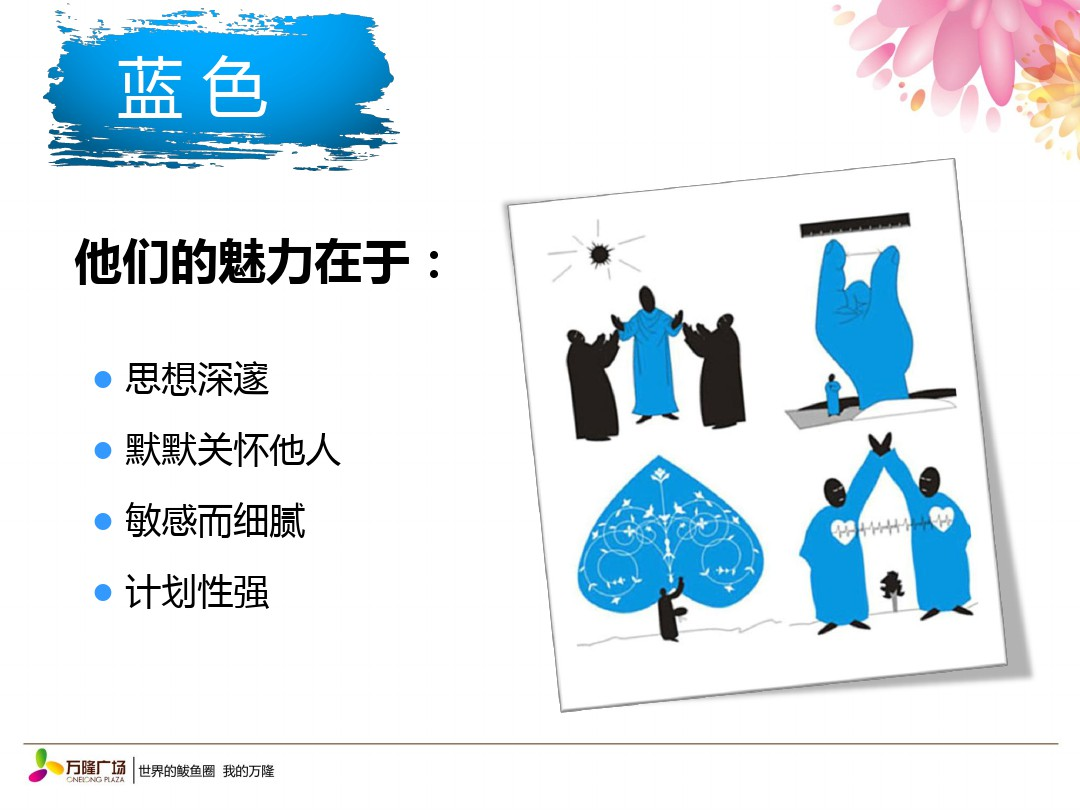 蓝色
他们的魅力在于：
思想深邃
默默关怀他人
敏感而细腻
计划性强
万隆广场
ONELONG PLAZA
世界的鲅鱼圈 我的万隆